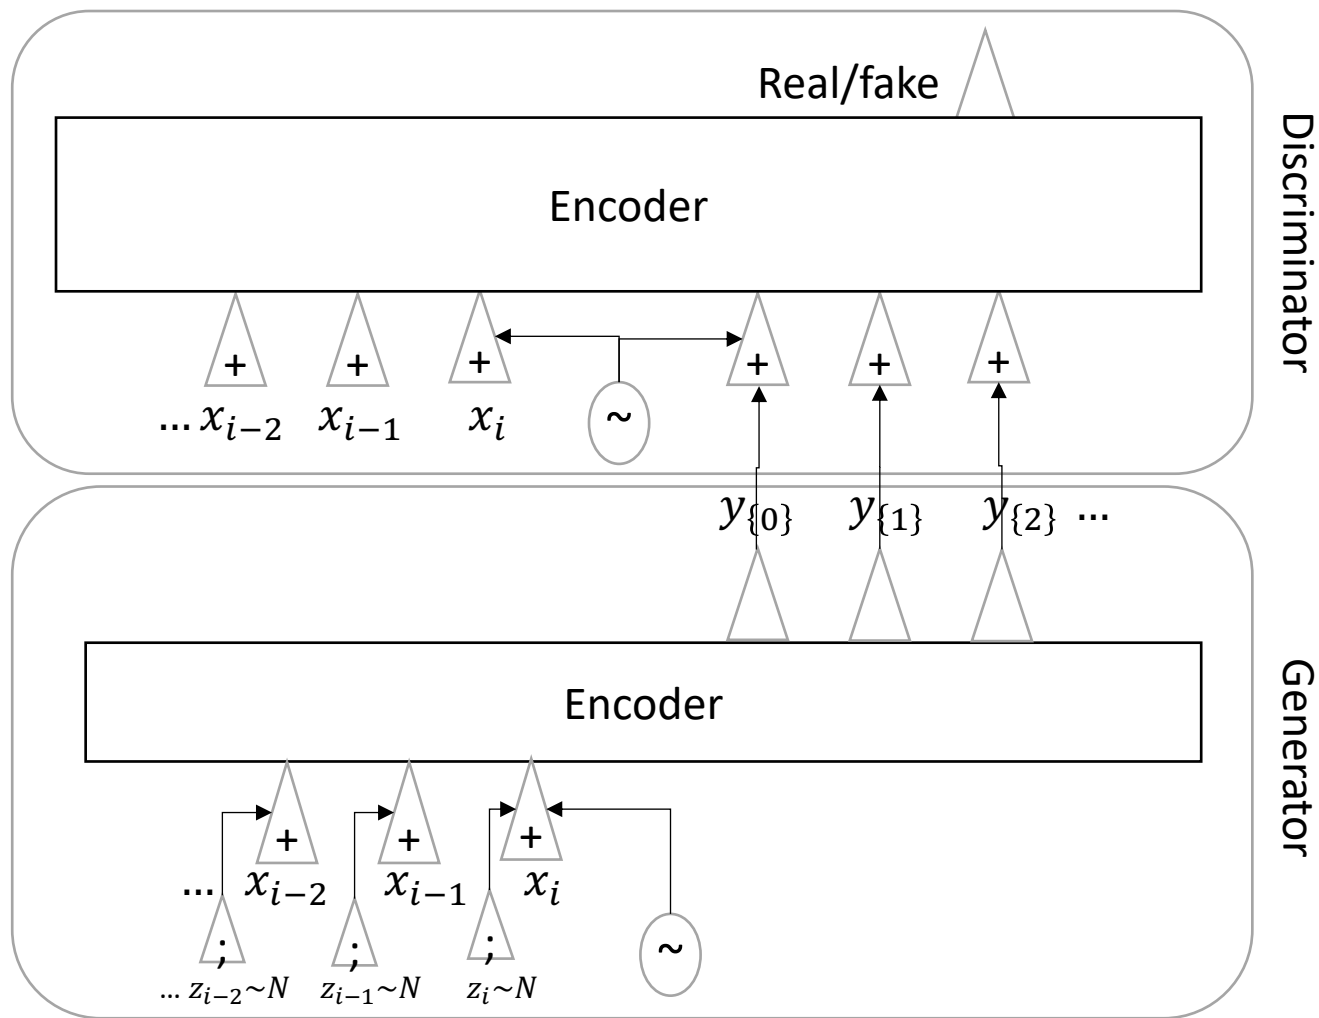 Real/fake
Encoder
+ + + + + +
... x_{i−2} x_{i−1} x_i ~
Discriminator
y_{0} y_{1} y_{2} ...
Encoder
+ + +
... x_{i−2} x_{i−1} x_i
; ; ; ~
... z_{i−2}~N z_{i−1}~N z_i~N
Generator